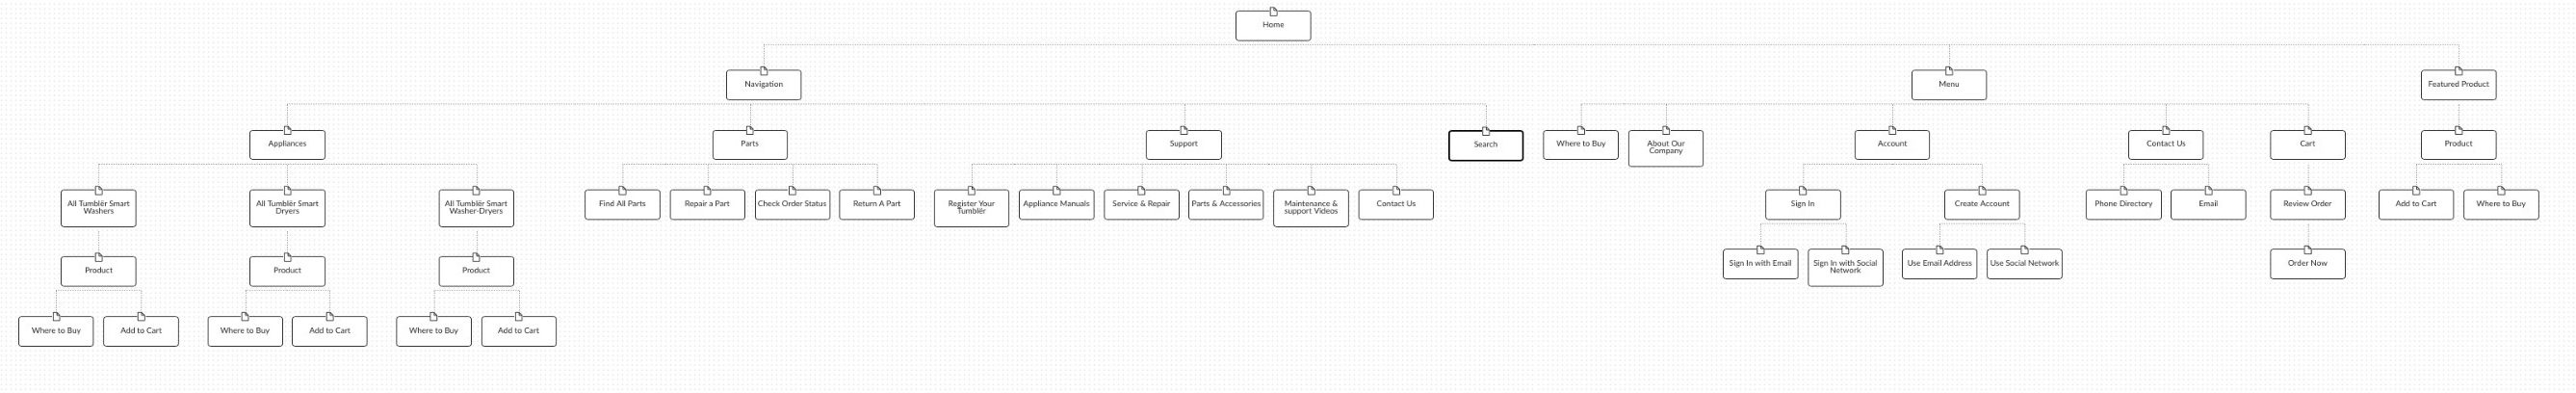 Home
Navigation
Menu
Featured Product
Appliances
Parts
Support
Search
Where to Buy
About Our
Company
Account
Contact Us
Cart
Product
All Tumblër Smart
Washers
All Tumblër Smart
Dryers
All Tumblër Smart
Washer-Dryers
Find All Parts
Repair a Part
Check Order Status
Return A Part
Register Your
Tumblër
Appliance Manuals
Service & Repair
Parts & Accessories
Maintenance &
support Videos
Contact Us
Sign In
Create Account
Phone Directory
Email
Review Order
Add to Cart
Where to Buy
Product
Product
Product
Sign In with Email
Sign In with Social
Network
Use Email Address
Use Social Network
Order Now
Where to Buy
Add to Cart
Where to Buy
Add to Cart
Where to Buy
Add to Cart